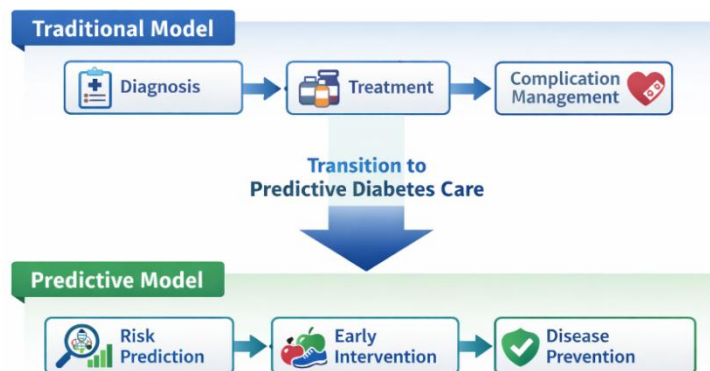 Traditional Model
Diagnosis
Treatment
Complication
Management
Transition to
Predictive Diabetes Care
Predictive Model
Risk
Prediction
Early
Intervention
Disease
Prevention